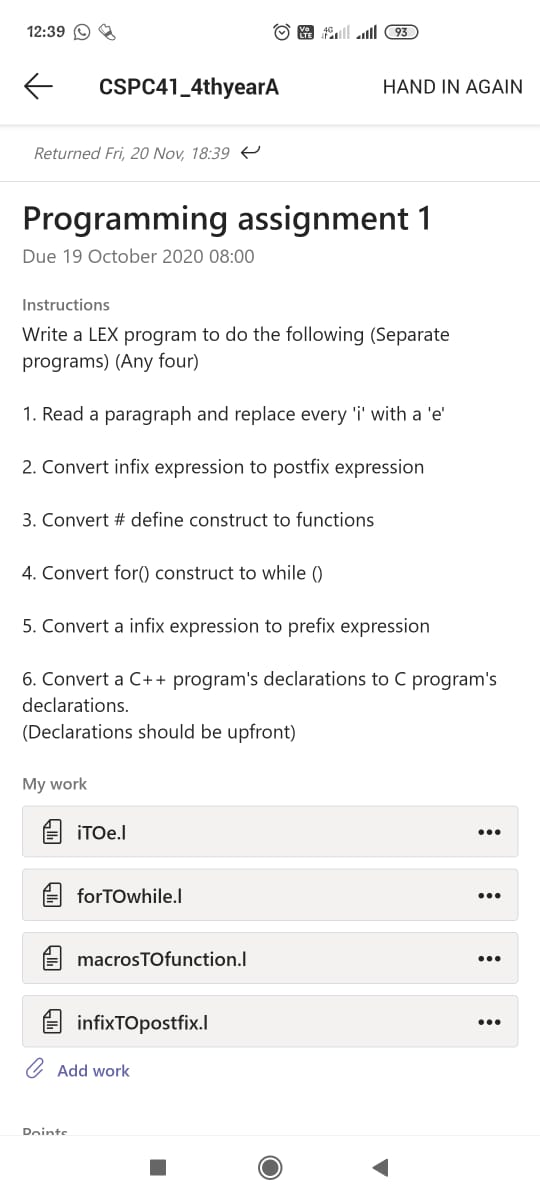 12:39
Vo LTE 4G 93
CSPC41_4thyearA HAND IN AGAIN
Returned Fri, 20 Nov, 18:39
Programming assignment 1
Due 19 October 2020 08:00
Instructions
Write a LEX program to do the following (Separate
programs) (Any four)
1. Read a paragraph and replace every 'i' with a 'e'
2. Convert infix expression to postfix expression
3. Convert # define construct to functions
4. Convert for() construct to while ()
5. Convert a infix expression to prefix expression
6. Convert a C++ program's declarations to C program's
declarations.
(Declarations should be upfront)
My work
iTOe.l
forTOwhile.l
macrosTOfunction.l
infixTOpostfix.l
Add work
Points